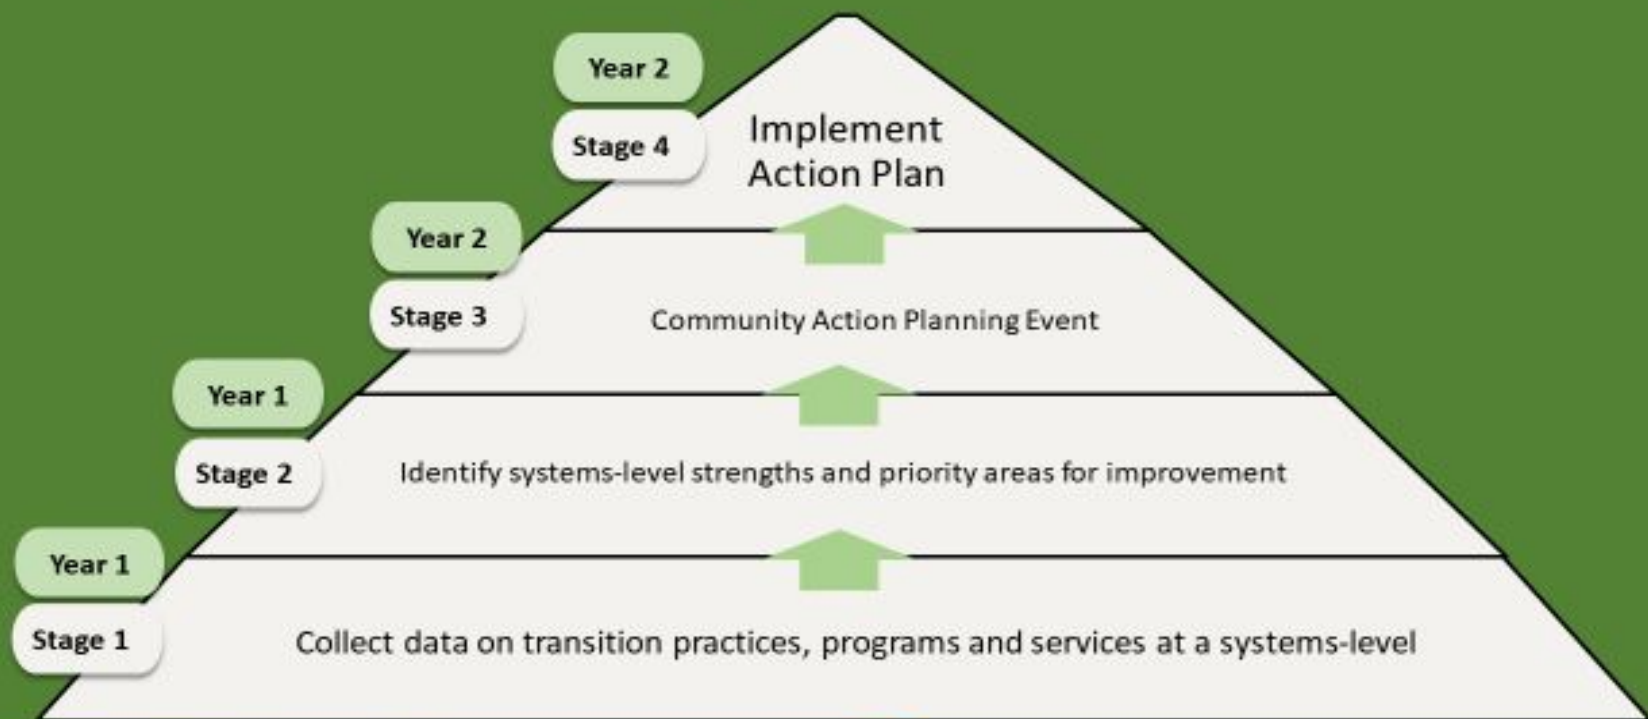 Year 2
Stage 4
Implement
Action Plan
Year 2
Stage 3
Community Action Planning Event
Year 1
Stage 2
Identify systems-level strengths and priority areas for improvement
Year 1
Stage 1
Collect data on transition practices, programs and services at a systems-level